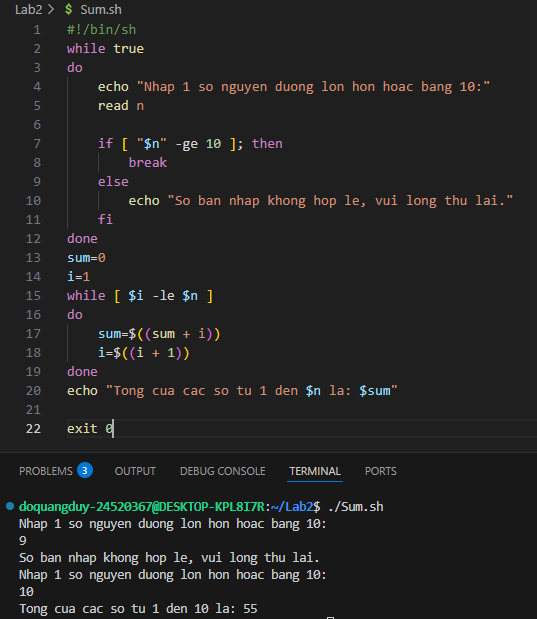 Lab2 > $ Sum.sh
1 #!/bin/sh
2 while true
3 do
4 echo "Nhap 1 so nguyen duong lon hon hoac bang 10:"
5 read n
6
7 if [ "$n" -ge 10 ]; then
8 break
9 else
10 echo "So ban nhap khong hop le, vui long thu lai."
11 fi
12 done
13 sum=0
14 i=1
15 while [ $i -le $n ]
16 do
17 sum=$((sum + i))
18 i=$((i + 1))
19 done
20 echo "Tong cua cac so tu 1 den $n la: $sum"
21
22 exit 0
PROBLEMS 3 OUTPUT DEBUG CONSOLE TERMINAL PORTS
doquangduy-24520367@DESKTOP-KPL8I7R:~/Lab2$ ./Sum.sh
Nhap 1 so nguyen duong lon hon hoac bang 10:
9
So ban nhap khong hop le, vui long thu lai.
Nhap 1 so nguyen duong lon hon hoac bang 10:
10
Tong cua cac so tu 1 den 10 la: 55